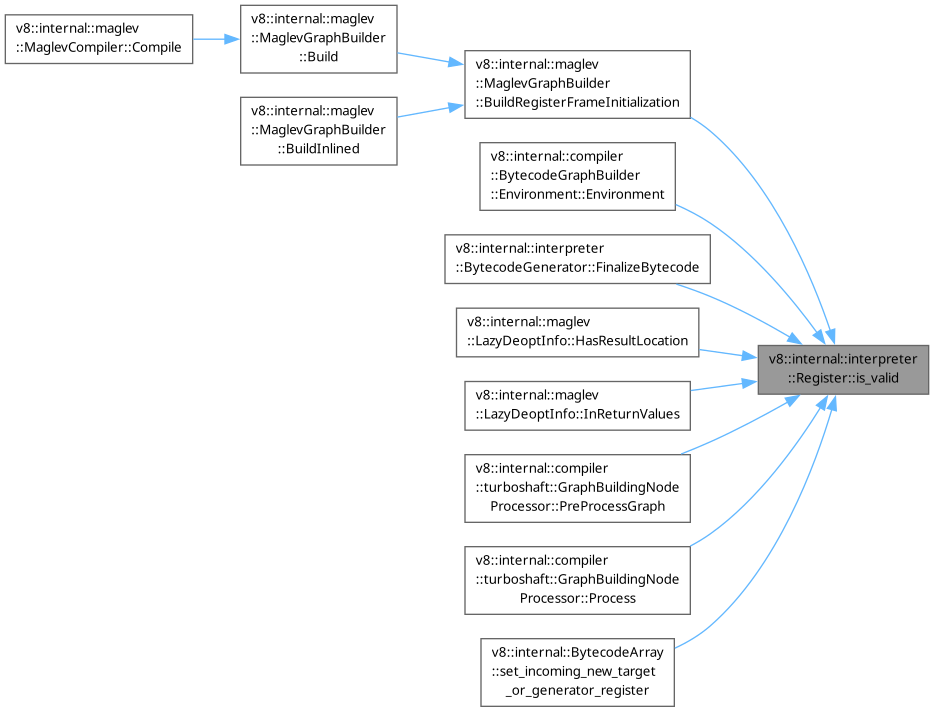 v8::internal::maglev
::MaglevCompiler::Compile
v8::internal::maglev
::MaglevGraphBuilder
::Build
v8::internal::maglev
::MaglevGraphBuilder
::BuildInlined
v8::internal::maglev
::MaglevGraphBuilder
::BuildRegisterFrameInitialization
v8::internal::compiler
::BytecodeGraphBuilder
::Environment::Environment
v8::internal::interpreter
::BytecodeGenerator::FinalizeBytecode
v8::internal::maglev
::LazyDeoptInfo::HasResultLocation
v8::internal::maglev
::LazyDeoptInfo::InReturnValues
v8::internal::compiler
::turboshaft::GraphBuildingNode
Processor::PreProcessGraph
v8::internal::compiler
::turboshaft::GraphBuildingNode
Processor::Process
v8::internal::BytecodeArray
::set_incoming_new_target
_or_generator_register
v8::internal::interpreter
::Register::is_valid